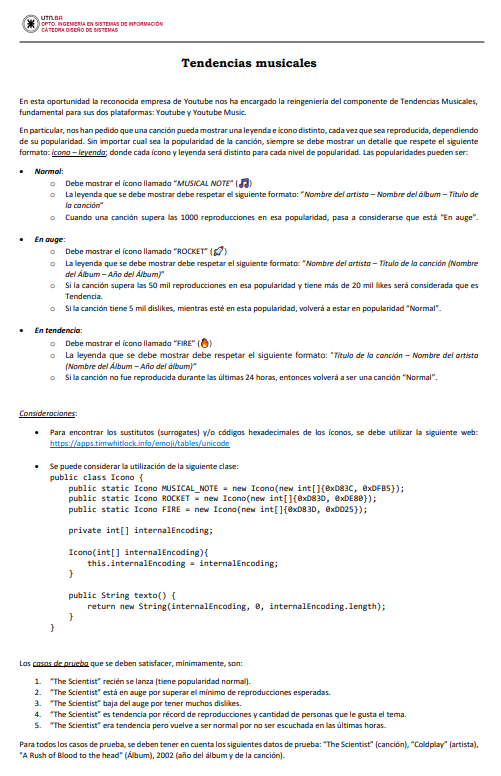 UTN.BA
DPTO. INGENIERÍA EN SISTEMAS DE INFORMACIÓN
CÁTEDRA DISEÑO DE SISTEMAS
Tendencias musicales
En esta oportunidad la reconocida empresa de Youtube nos ha encargado la reingeniería del componente de Tendencias Musicales,
fundamental para sus dos plataformas: Youtube y Youtube Music.
En particular, nos han pedido que una canción pueda mostrar una leyenda e ícono distinto, cada vez que sea reproducida, dependiendo
de su popularidad. Sin importar cual sea la popularidad de la canción, siempre se debe mostrar un detalle que respete el siguiente
formato: ícono – leyenda; donde cada ícono y leyenda será distinto para cada nivel de popularidad. Las popularidades pueden ser:
• Normal:
o Debe mostrar el ícono llamado "MUSICAL NOTE" (🎵)
o La leyenda que se debe mostrar debe respetar el siguiente formato: "Nombre del artista – Nombre del álbum – Título de
la canción"
o Cuando una canción supera las 1000 reproducciones en esa popularidad, pasa a considerarse que está "En auge".
• En auge:
o Debe mostrar el ícono llamado "ROCKET" (🚀)
o La leyenda que se debe mostrar debe respetar el siguiente formato: "Nombre del artista – Título de la canción (Nombre
del Álbum – Año del Álbum)"
o Si la canción supera las 50 mil reproducciones en esa popularidad y tiene más de 20 mil likes será considerada que es
Tendencia.
o Si la canción tiene 5 mil dislikes, mientras esté en esta popularidad, volverá a estar en popularidad "Normal".
• En tendencia:
o Debe mostrar el ícono llamado "FIRE" (🔥)
o La leyenda que se debe mostrar debe respetar el siguiente formato: "Título de la canción – Nombre del artista
(Nombre del Álbum – Año del álbum)"
o Si la canción no fue reproducida durante las últimas 24 horas, entonces volverá a ser una canción "Normal".
Consideraciones:
• Para encontrar los sustitutos (surrogates) y/o códigos hexadecimales de los íconos, se debe utilizar la siguiente web:
https://apps.timwhitlock.info/emoji/tables/unicode
• Se puede considerar la utilización de la siguiente clase:
public class Icono {
public static Icono MUSICAL_NOTE = new Icono(new int[]{0xD83C, 0xDFB5});
public static Icono ROCKET = new Icono(new int[]{0xD83D, 0xDE80});
public static Icono FIRE = new Icono(new int[]{0xD83D, 0xDD25});
private int[] internalEncoding;
Icono(int[] internalEncoding){
this.internalEncoding = internalEncoding;
}
public String texto() {
return new String(internalEncoding, 0, internalEncoding.length);
}
}
Los casos de prueba que se deben satisfacer, mínimamente, son:
1. "The Scientist" recién se lanza (tiene popularidad normal).
2. "The Scientist" está en auge por superar el mínimo de reproducciones esperadas.
3. "The Scientist" baja del auge por tener muchos dislikes.
4. "The Scientist" es tendencia por récord de reproducciones y cantidad de personas que le gusta el tema.
5. "The Scientist" era tendencia pero vuelve a ser normal por no ser escuchada en las últimas horas.
Para todos los casos de prueba, se deben tener en cuenta los siguientes datos de prueba: "The Scientist" (canción), "Coldplay" (artista),
"A Rush of Blood to the head" (Álbum), 2002 (año del álbum y de la canción).